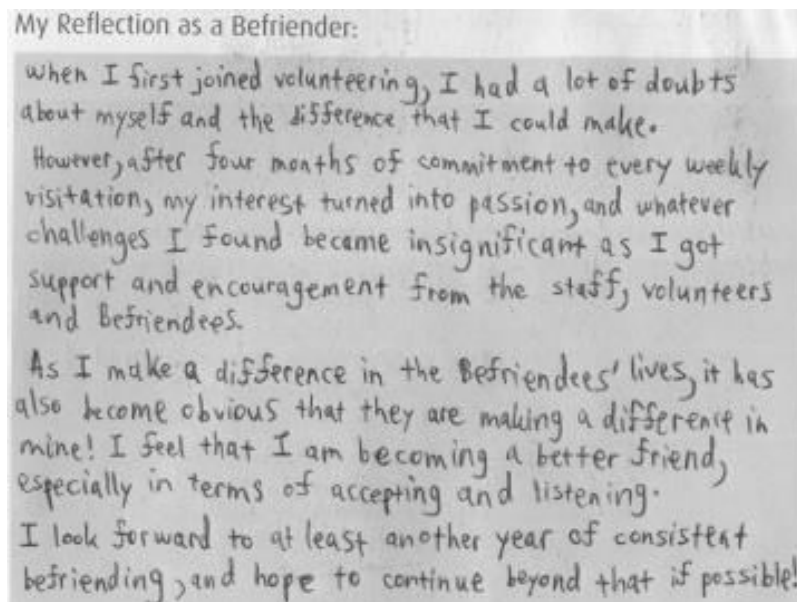 My Reflection as a Befriender:
When I first joined volunteering, I had a lot of doubts
about myself and the difference that I could make.
However, after four months of commitment to every weekly
visitation, my interest turned into passion, and whatever
challenges I found became insignificant as I got
support and encouragement from the staff, volunteers
and Befriendees.
As I make a difference in the Befriendees' lives, it has
also become obvious that they are making a difference in
mine! I feel that I am becoming a better friend,
especially in terms of accepting and listening.
I look forward to at least another year of consistent
befriending, and hope to continue beyond that if possible!